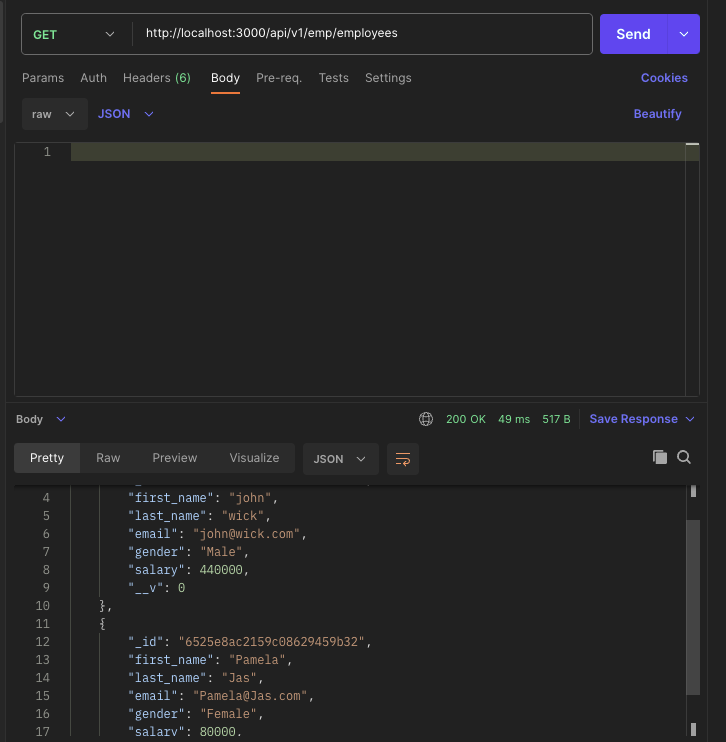 GET http://localhost:3000/api/v1/emp/employees Send
Params Auth Headers (6) Body Pre-req. Tests Settings Cookies
raw JSON Beautify
1
Body 200 OK 49 ms 517 B Save Response
Pretty Raw Preview Visualize JSON
4 "first_name": "john",
5 "last_name": "wick",
6 "email": "john@wick.com",
7 "gender": "Male",
8 "salary": 440000,
9 "__v": 0
10 },
11 {
12 "_id": "6525e8ac2159c08629459b32",
13 "first_name": "Pamela",
14 "last_name": "Jas",
15 "email": "Pamela@Jas.com",
16 "gender": "Female",
17 "salary": 80000,